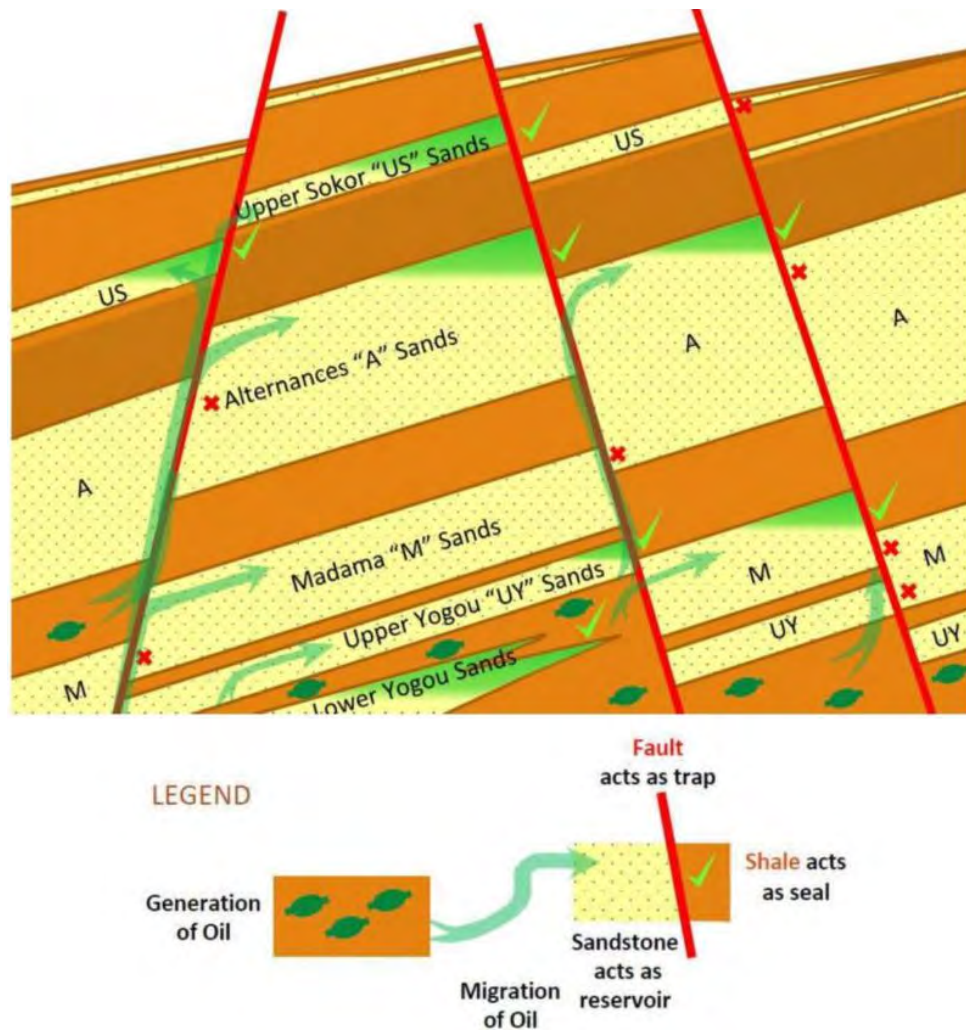 Upper Sokor "US" Sands
US
US
Alternances "A" Sands
A
A
A
Madama "M" Sands
M
M
M
Upper Yogou "UY" Sands
UY
UY
Lower Yogou Sands
LEGEND
Generation
of Oil
Migration
of Oil
Fault
acts as trap
Shale acts
as seal
Sandstone
acts as
reservoir